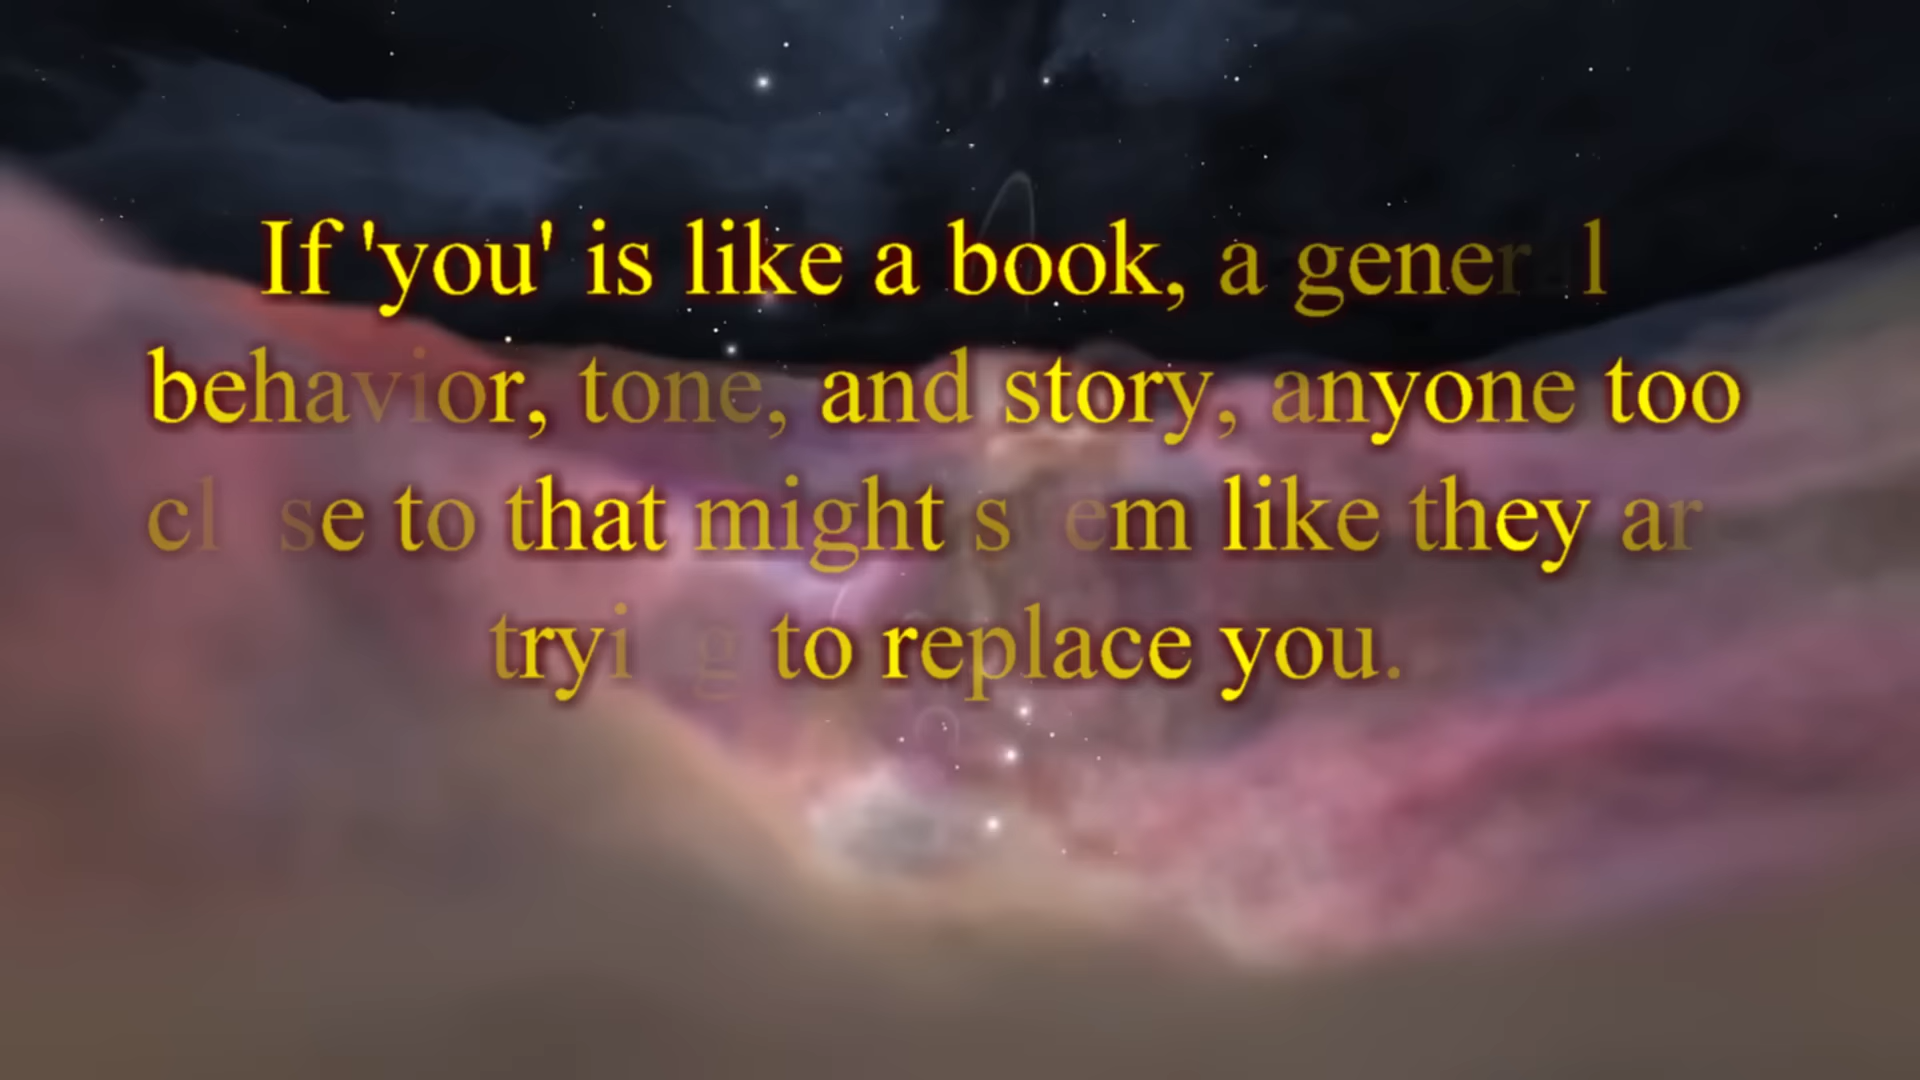 If 'you' is like a book, a general
behavior, tone, and story, anyone too
close to that might seem like they are
trying to replace you.